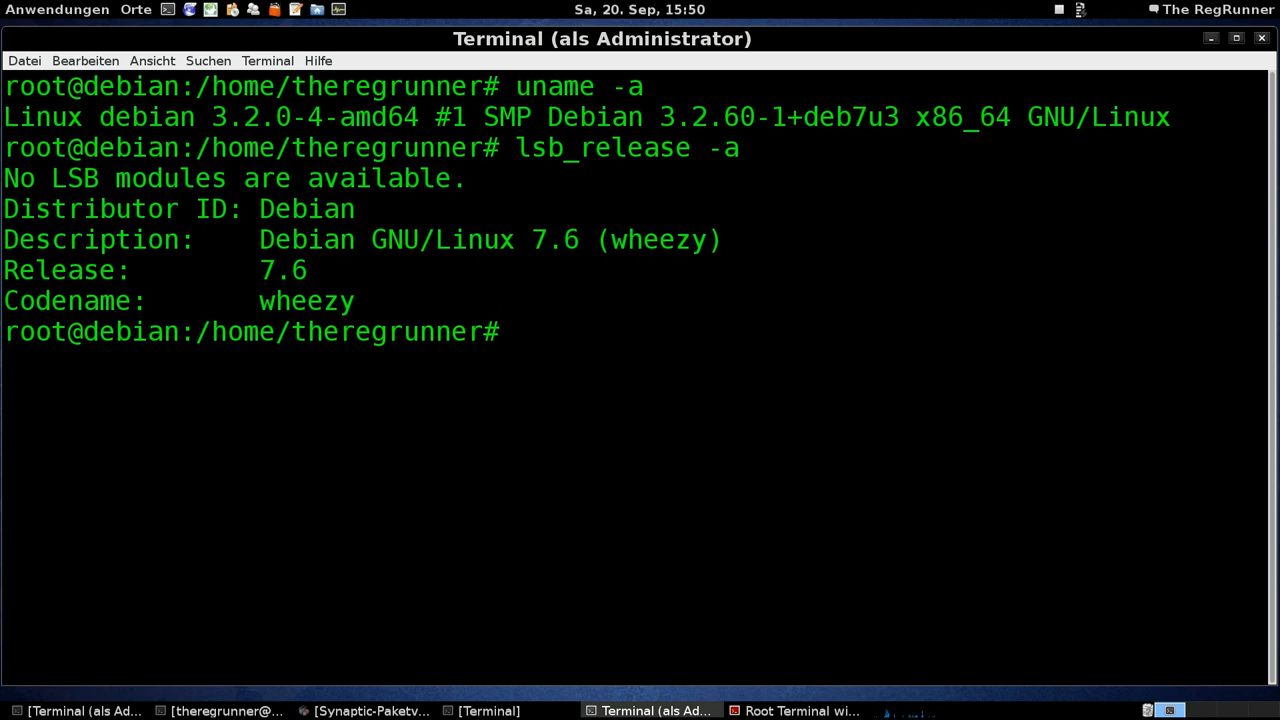 Anwendungen Orte Sa, 20. Sep, 15:50 The RegRunner
Terminal (als Administrator)
Datei Bearbeiten Ansicht Suchen Terminal Hilfe
root@debian:/home/theregrunner# uname -a
Linux debian 3.2.0-4-amd64 #1 SMP Debian 3.2.60-1+deb7u3 x86_64 GNU/Linux
root@debian:/home/theregrunner# lsb_release -a
No LSB modules are available.
Distributor ID: Debian
Description: Debian GNU/Linux 7.6 (wheezy)
Release: 7.6
Codename: wheezy
root@debian:/home/theregrunner#
[Terminal (als Ad... [theregrunner@... [Synaptic-Paketv... [Terminal] Terminal (als Ad... Root Terminal wi...